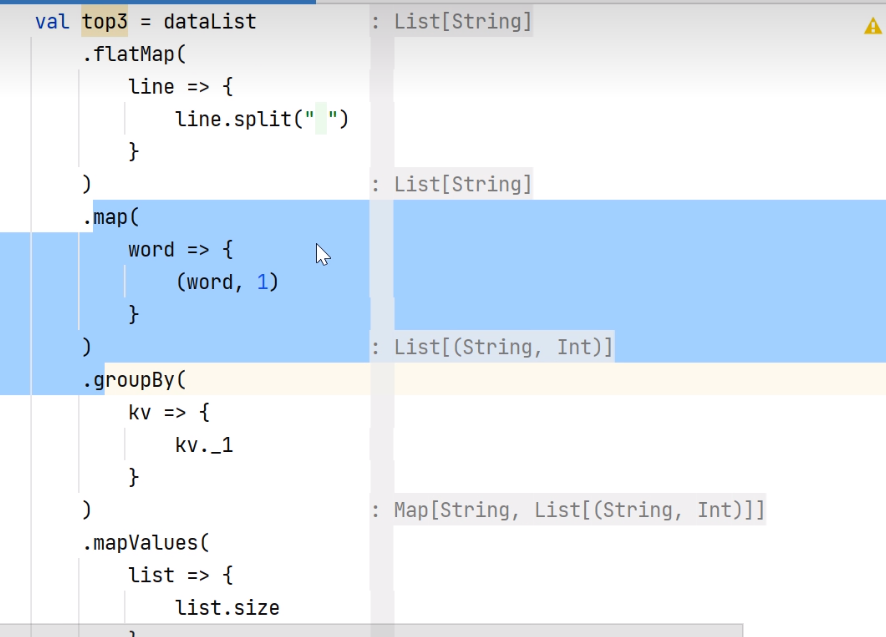 val top3 = dataList : List[String]
.flatMap(
line => {
line.split(" ")
}
) : List[String]
.map(
word => {
(word, 1)
}
) : List[(String, Int)]
.groupBy(
kv => {
kv._1
}
) : Map[String, List[(String, Int)]]
.mapValues(
list => {
list.size
}